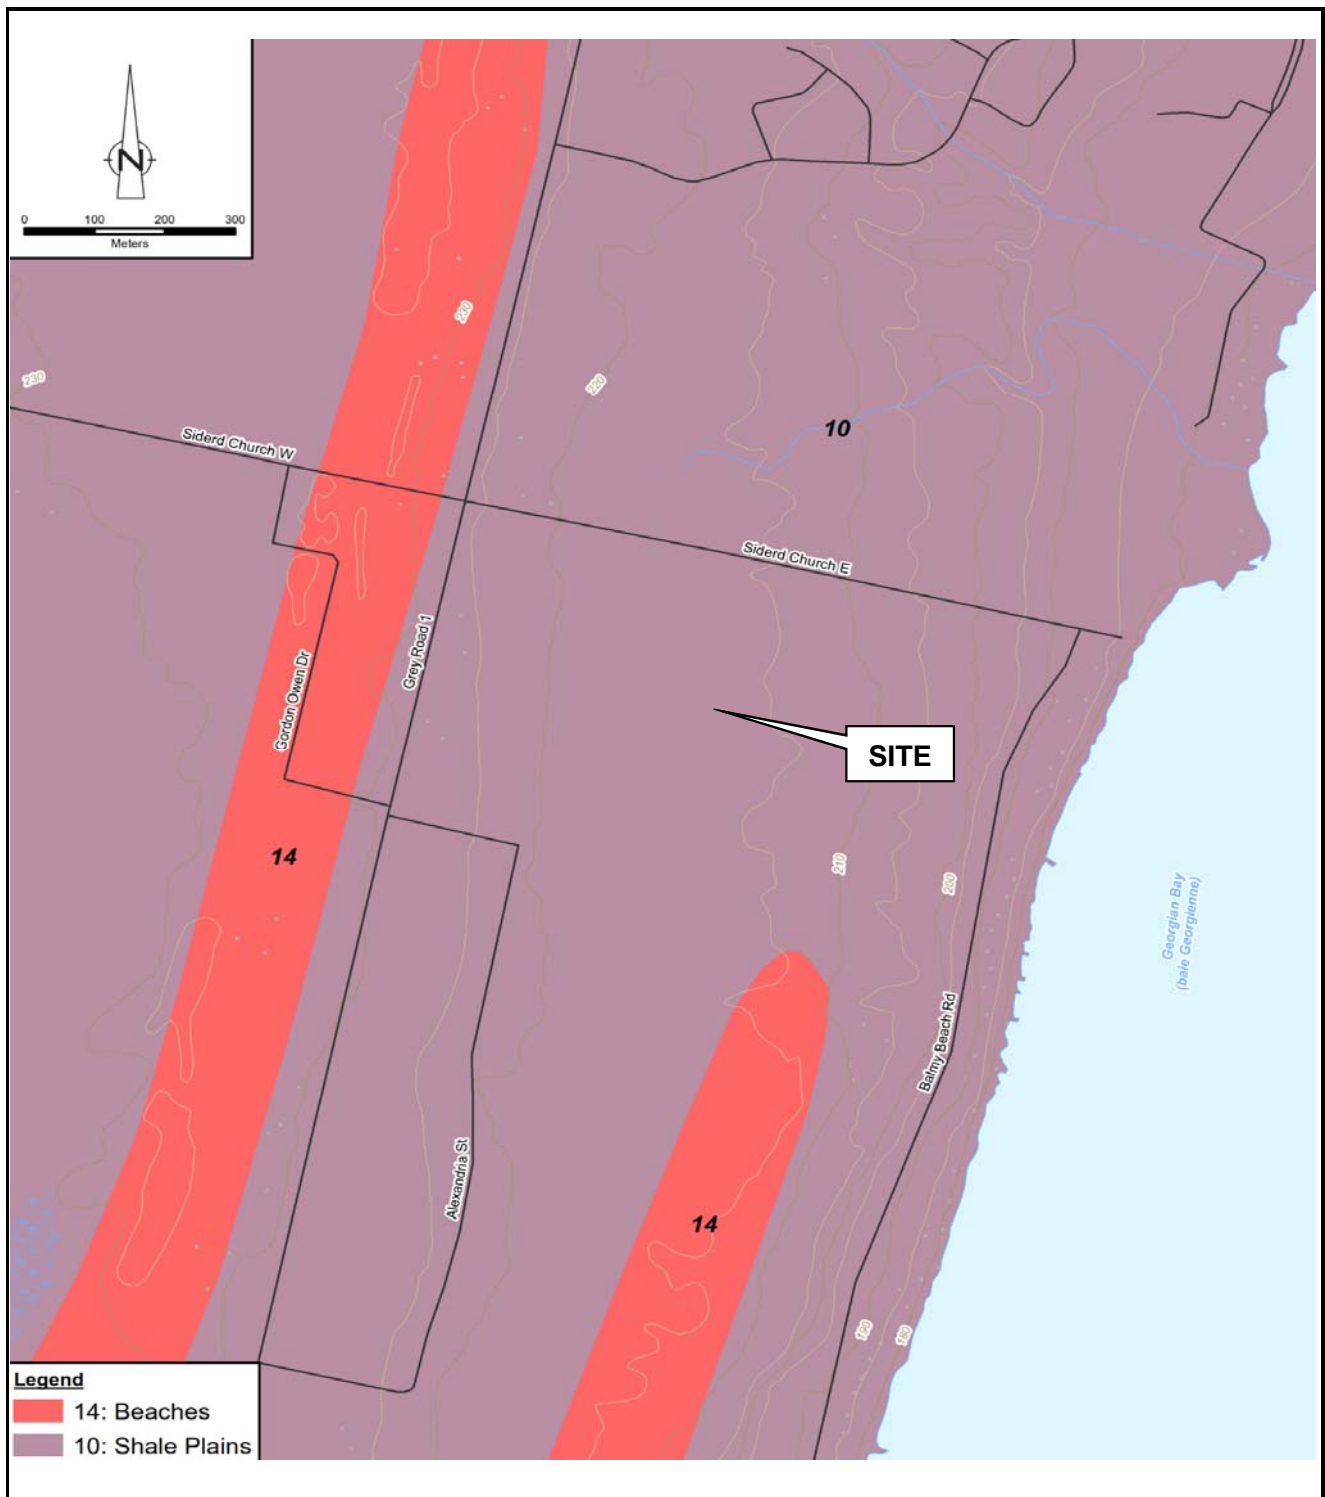 N
0 100 200 300
Meters
230
230
220
10
Siderd Church W
Siderd Church E
Grey Road 1
Gordon Owen Dr
SITE
14
210
200
Georgian Bay
(baie Georgienne)
Balmy Beach Rd
Alexandria St
14
190
180
Legend
14: Beaches
10: Shale Plains